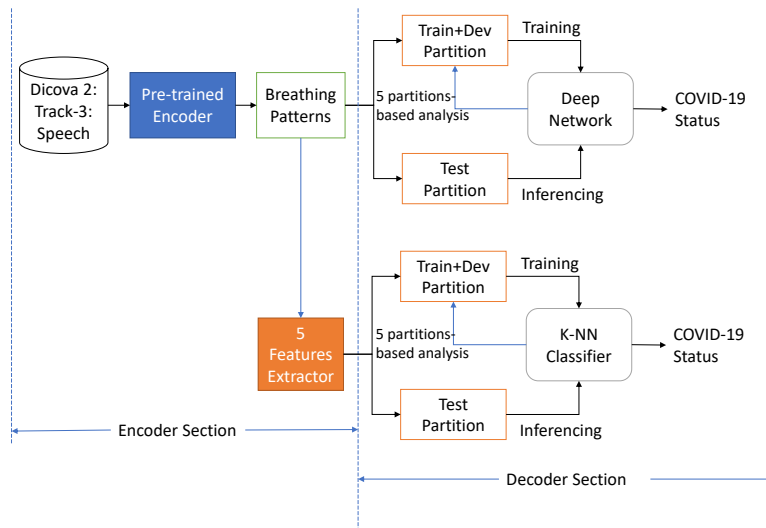 Dicova 2:
Track-3:
Speech
Pre-trained
Encoder
Breathing
Patterns
Train+Dev
Partition
Training
5 partitions-
based analysis
Deep
Network
COVID-19
Status
Test
Partition
Inferencing
5
Features
Extractor
Train+Dev
Partition
Training
5 partitions-
based analysis
K-NN
Classifier
COVID-19
Status
Test
Partition
Inferencing
Encoder Section
Decoder Section